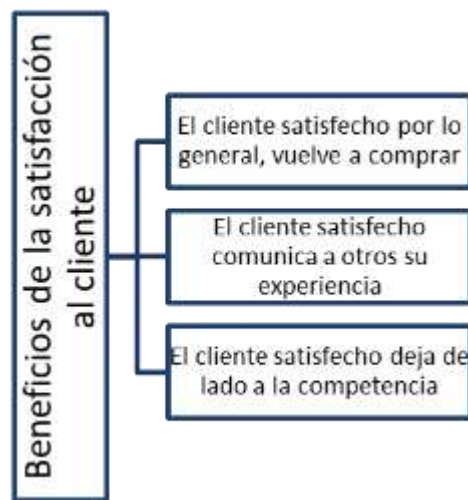 Beneficios de la satisfacción
al cliente
El cliente satisfecho por lo
general, vuelve a comprar
El cliente satisfecho
comunica a otros su
experiencia
El cliente satisfecho deja de
lado a la competencia